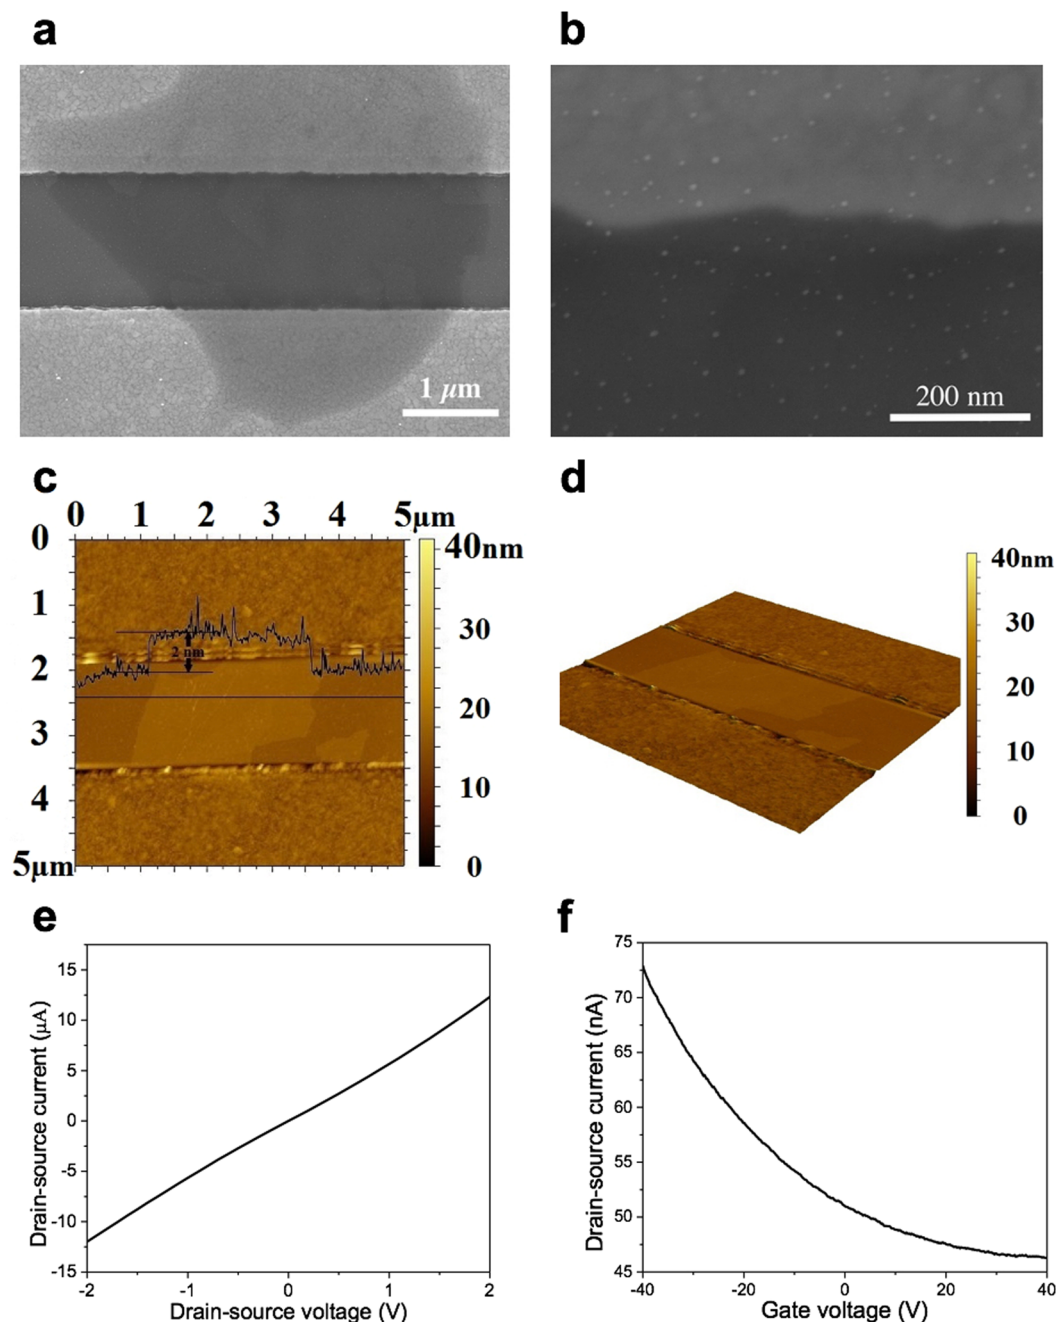 a
b
1 µm
200 nm
c
d
0 1 2 3 4 5µm
0
1
2
3
4
5µm
2 nm
40nm
30
20
10
0
40nm
30
20
10
0
e
f
Drain-source current (µA)
15
10
5
0
-5
-10
-15
-2 -1 0 1 2
Drain-source voltage (V)
Drain-source current (nA)
75
70
65
60
55
50
45
-40 -20 0 20 40
Gate voltage (V)